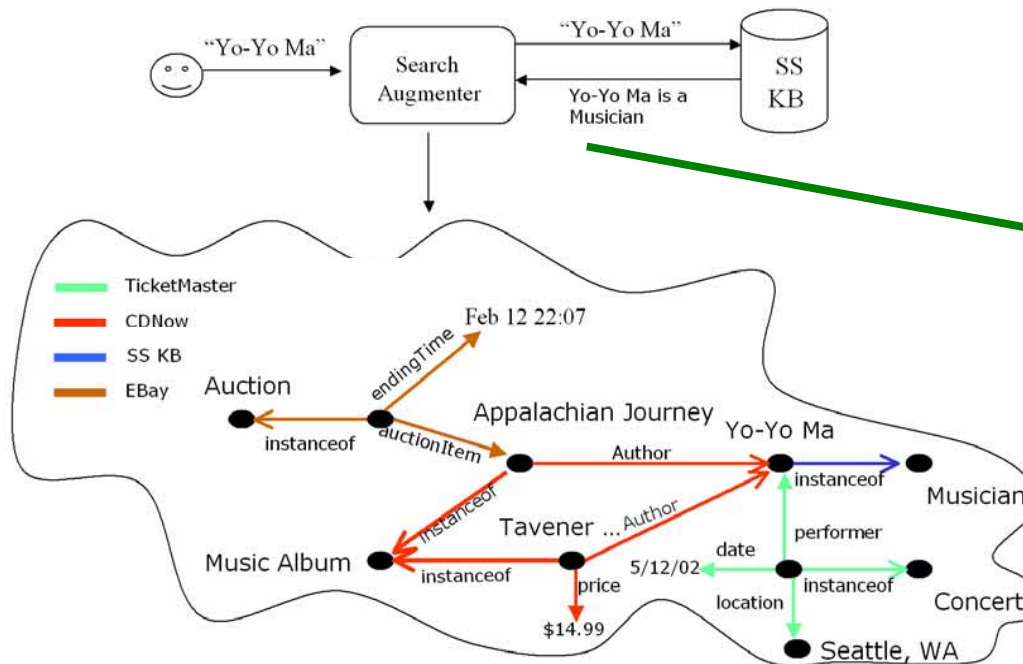 “Yo-Yo Ma”
“Yo-Yo Ma”
Search
Augmenter
SS
KB
Yo-Yo Ma is a
Musician
TicketMaster
CDNow
SS KB
EBay
Feb 12 22:07
endingTime
Auction
instanceof
auctionItem
Appalachian Journey
Yo-Yo Ma
Author
instanceof
Musician
instanceof
Tavener ...
Author
performer
Music Album
instanceof
price
$14.99
date
5/12/02
instanceof
location
Concert
Seattle, WA